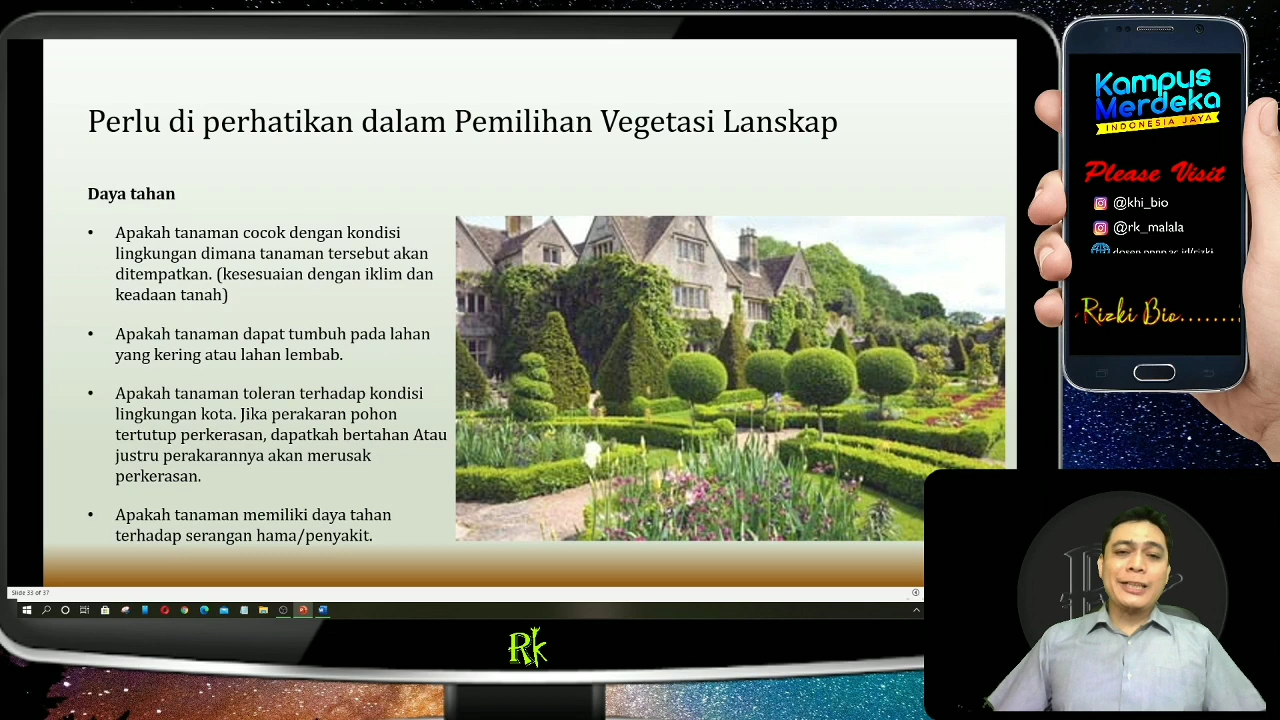 Perlu di perhatikan dalam Pemilihan Vegetasi Lanskap
Daya tahan
• Apakah tanaman cocok dengan kondisi
lingkungan dimana tanaman tersebut akan
ditempatkan. (kesesuaian dengan iklim dan
keadaan tanah)
• Apakah tanaman dapat tumbuh pada lahan
yang kering atau lahan lembab.
• Apakah tanaman toleran terhadap kondisi
lingkungan kota. Jika perakaran pohon
tertutup perkerasan, dapatkah bertahan Atau
justru perakarannya akan merusak
perkerasan.
• Apakah tanaman memiliki daya tahan
terhadap serangan hama/penyakit.
Slide 33 of 37
Rk
Kampus
Merdeka
INDONESIA JAYA
Please Visit
@khi_bio
@rk_malala
Rizki Bio........